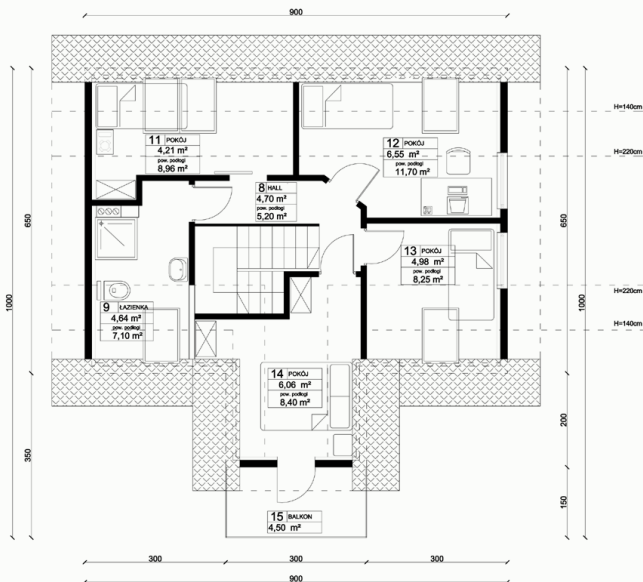 900
H=140cm
11 POKÓJ
4,21 m²
pow. podłogi
8,96 m²
12 POKÓJ
6,55 m²
pow. podłogi
11,70 m²
H=220cm
8 HALL
4,70 m²
pow. podłogi
5,20 m²
650
650
13 POKÓJ
4,98 m²
pow. podłogi
8,25 m²
H=220cm
1000
1000
9 ŁAZIENKA
4,64 m²
pow. podłogi
7,10 m²
H=140cm
14 POKÓJ
6,06 m²
pow. podłogi
8,40 m²
200
350
150
15 BALKON
4,50 m²
300
300
300
900